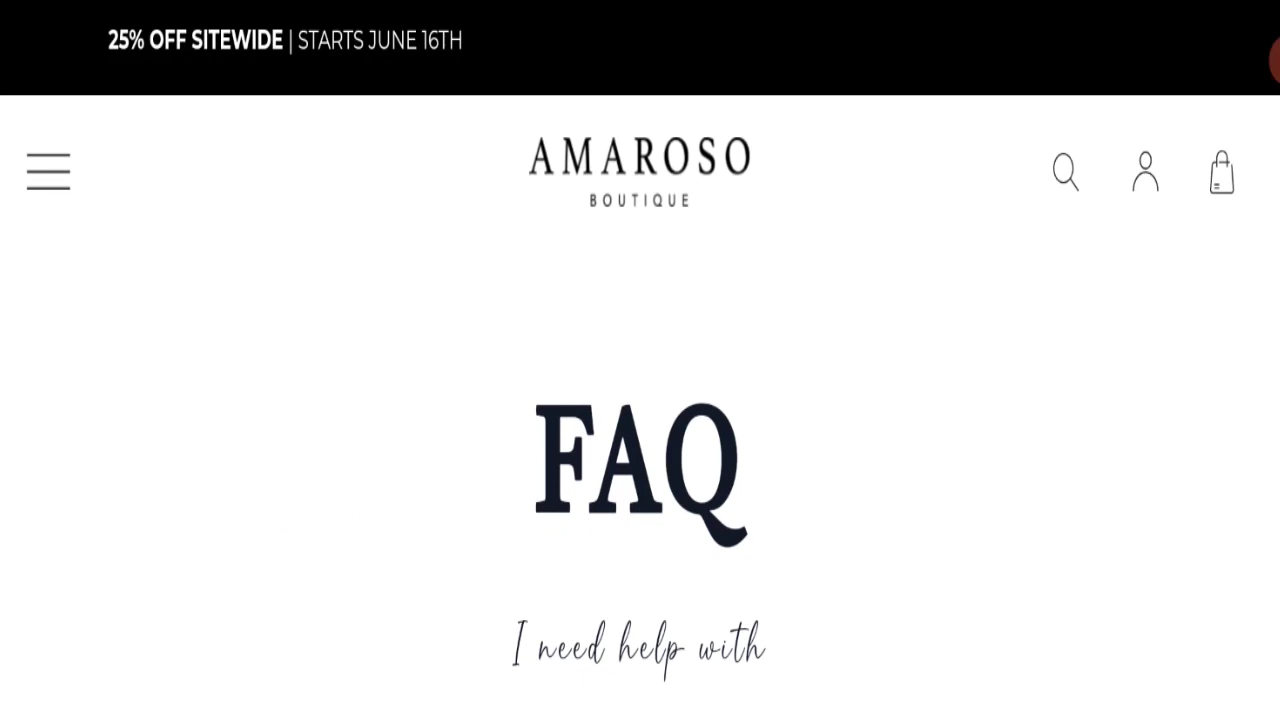 25% OFF SITEWIDE | STARTS JUNE 16TH
AMAROSO
BOUTIQUE
FAQ
I need help with